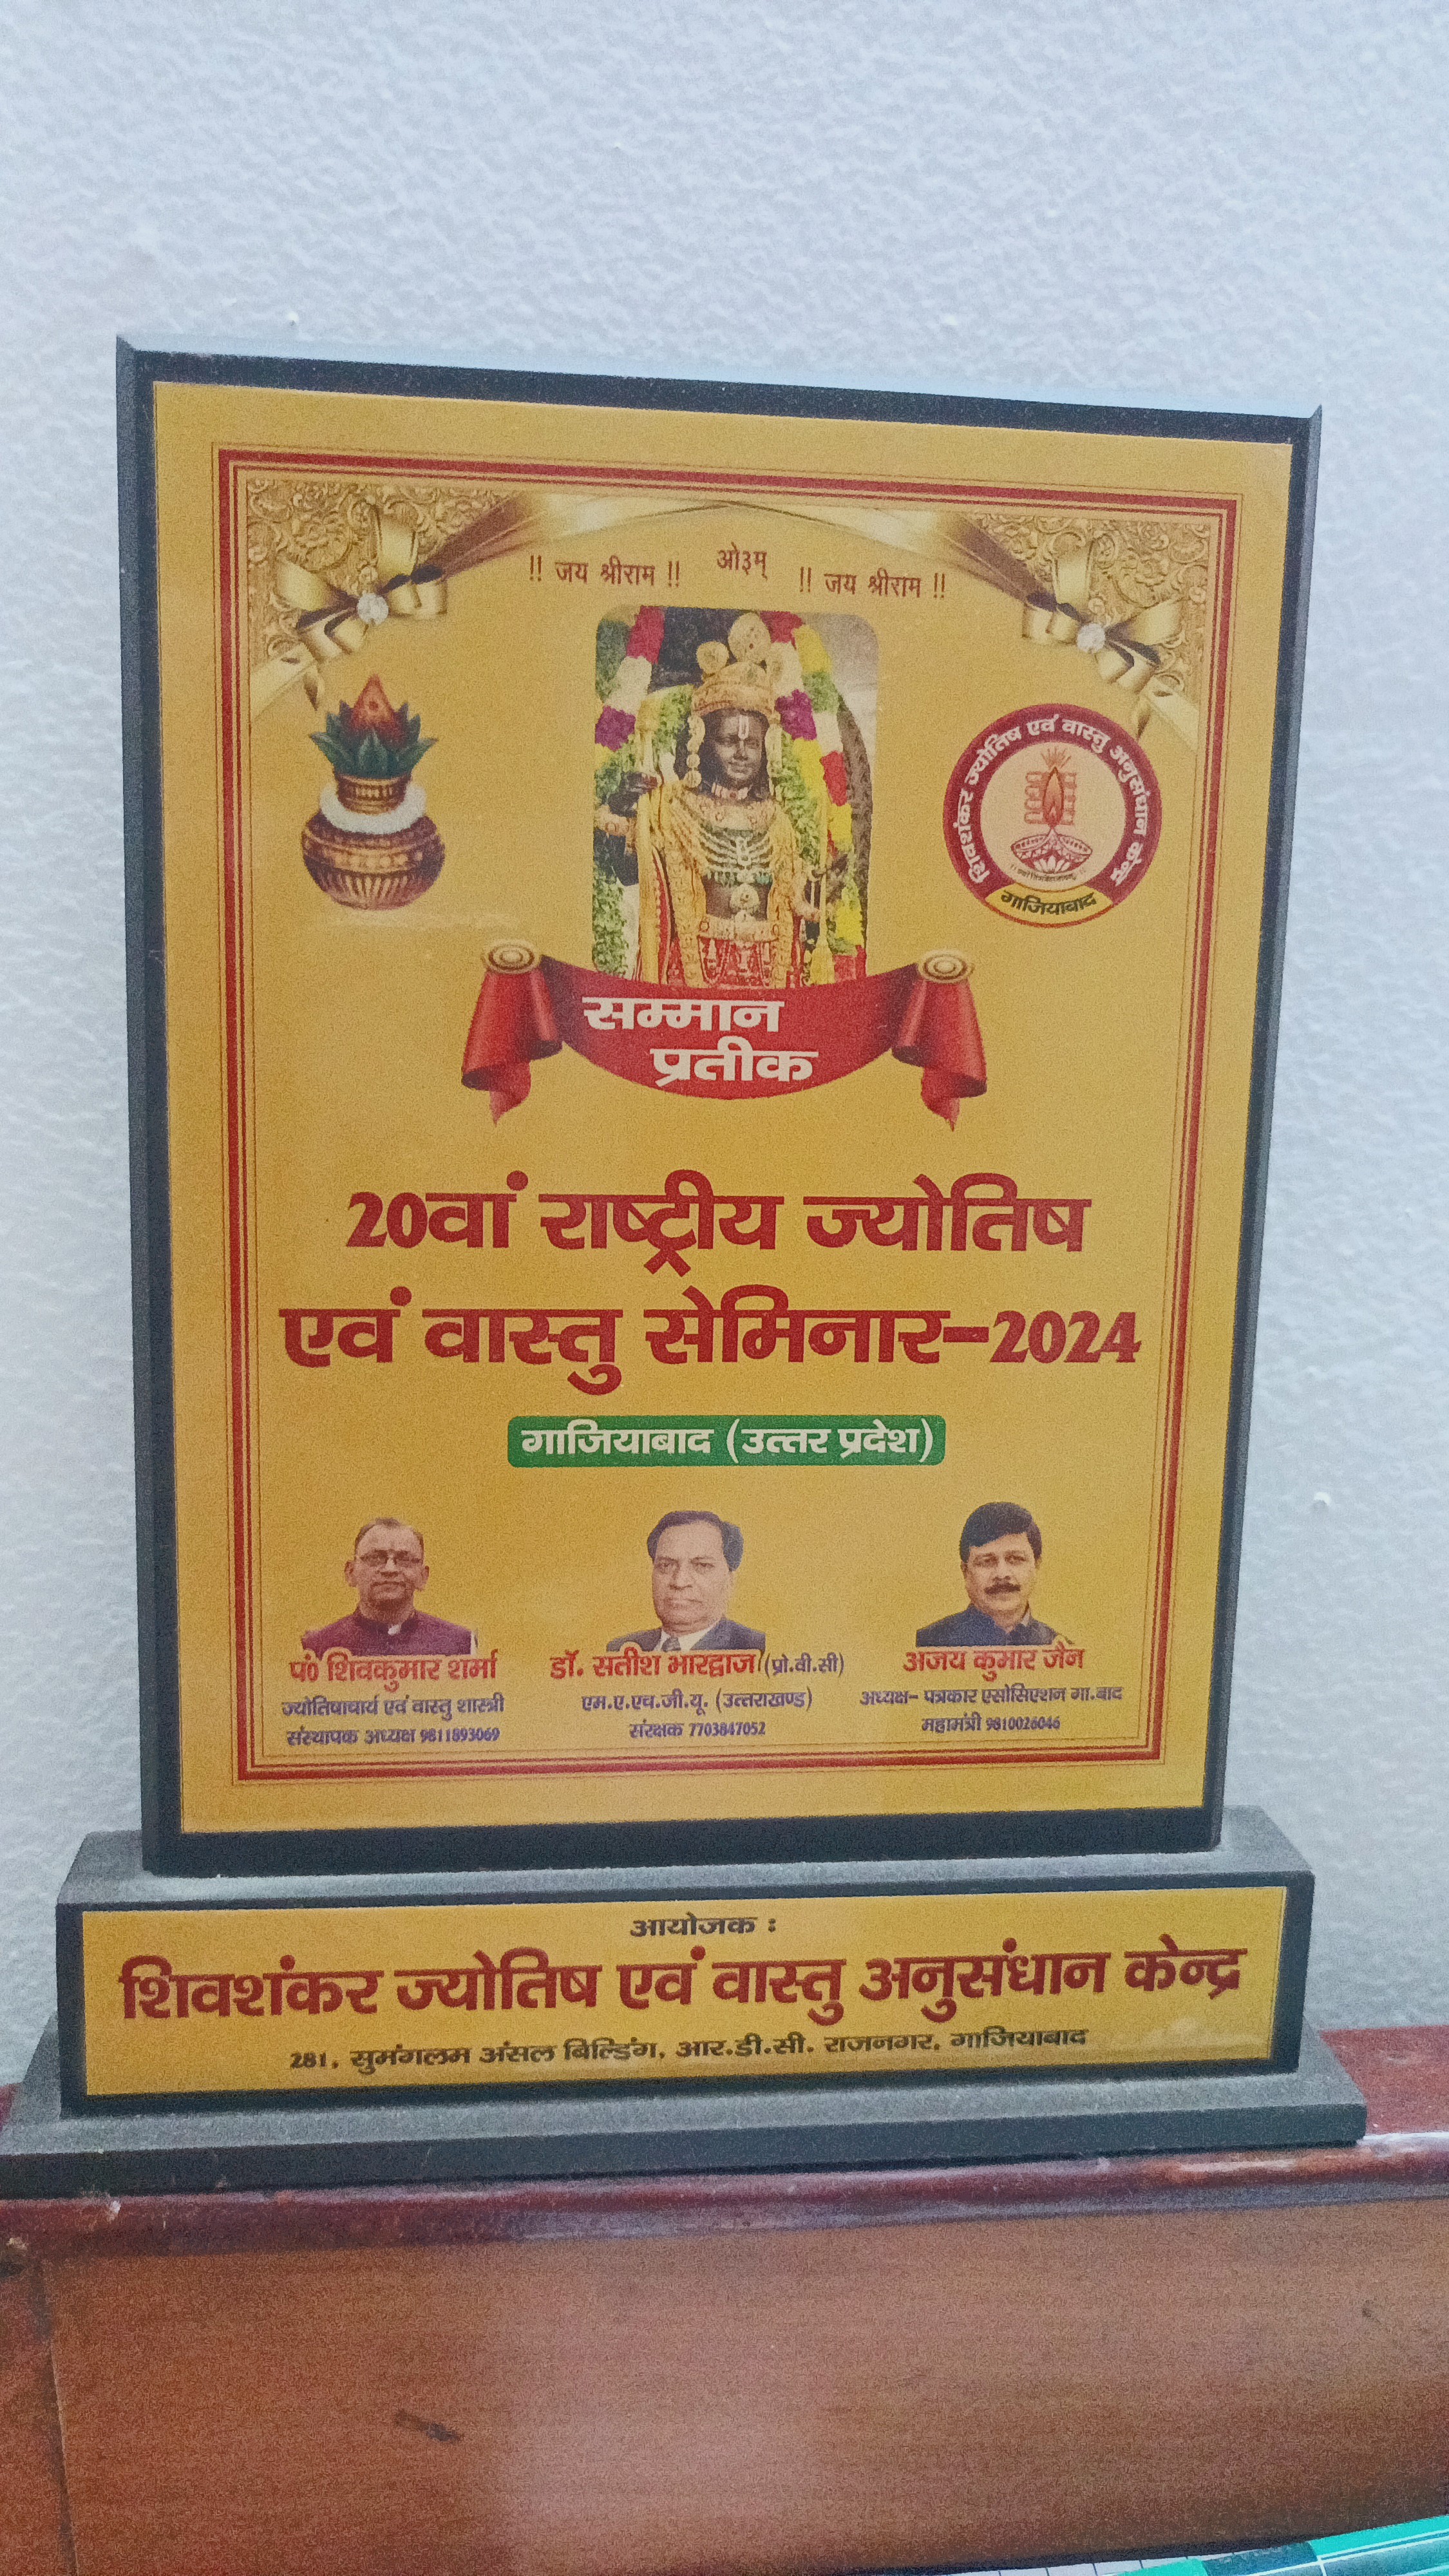 ओ३म्
!! जय श्रीराम !! !! जय श्रीराम !!
शिवशंकर ज्योतिष एवं वास्तु अनुसंधान केन्द्र
गाजियाबाद
सम्मान
प्रतीक
20वां राष्ट्रीय ज्योतिष
एवं वास्तु सेमिनार-2024
गाजियाबाद (उत्तर प्रदेश)
पं० शिवकुमार शर्मा
ज्योतिषाचार्य एवं वास्तु शास्त्री
संस्थापक अध्यक्ष 9811893069
डॉ. सतीश भारद्वाज (प्रो.वी.सी)
एम.ए.एच.जी.यू. (उत्तराखण्ड)
संरक्षक 7703847052
अजय कुमार जैन
अध्यक्ष- पत्रकार एसोसिएशन गा.बाद
महामंत्री 9810026046
आयोजक :
शिवशंकर ज्योतिष एवं वास्तु अनुसंधान केन्द्र
281, सुमंगलम अंसल बिल्डिंग, आर.डी.सी. राजनगर, गाजियाबाद